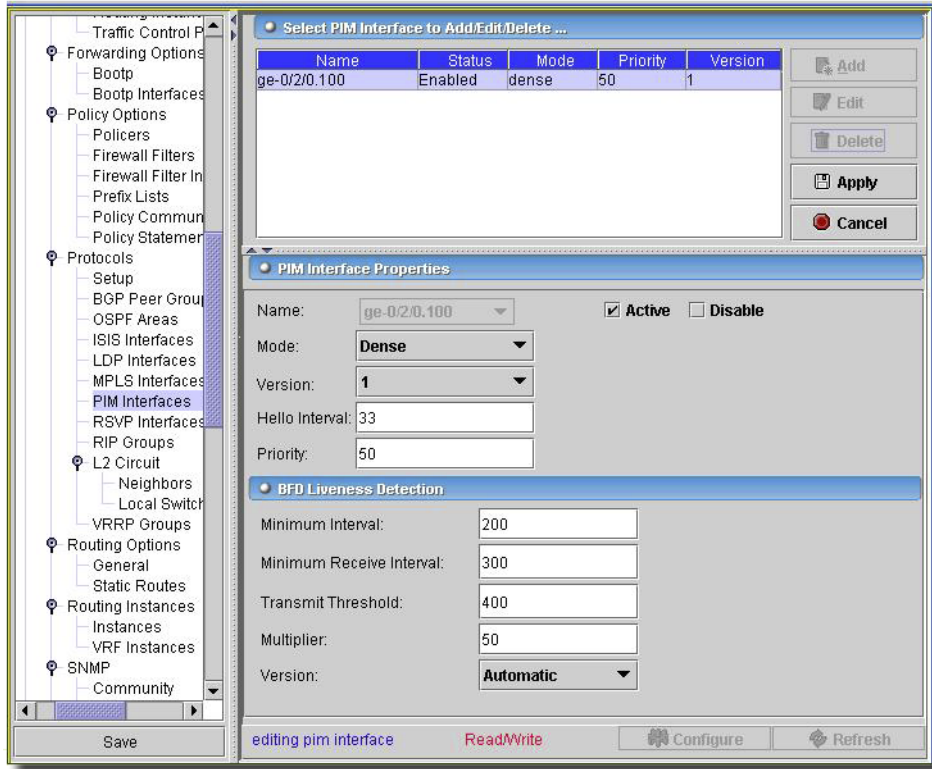 Traffic Control P
Forwarding Options
Bootp
Bootp Interfaces
Policy Options
Policers
Firewall Filters
Firewall Filter In
Prefix Lists
Policy Commun
Policy Statemer
Protocols
Setup
BGP Peer Grou
OSPF Areas
ISIS Interfaces
LDP Interfaces
MPLS Interfaces
PIM Interfaces
RSVP Interfaces
RIP Groups
L2 Circuit
Neighbors
Local Switch
VRRP Groups
Routing Options
General
Static Routes
Routing Instances
Instances
VRF Instances
SNMP
Community
Save
Select PIM Interface to Add/Edit/Delete ...
Name Status Mode Priority Version
ge-0/2/0.100 Enabled dense 50 1
Add
Edit
Delete
Apply
Cancel
PIM Interface Properties
Name: ge-0/2/0.100 Active Disable
Mode: Dense
Version: 1
Hello Interval: 33
Priority: 50
BFD Liveness Detection
Minimum Interval: 200
Minimum Receive Interval: 300
Transmit Threshold: 400
Multiplier: 50
Version: Automatic
editing pim interface Read/Write Configure Refresh